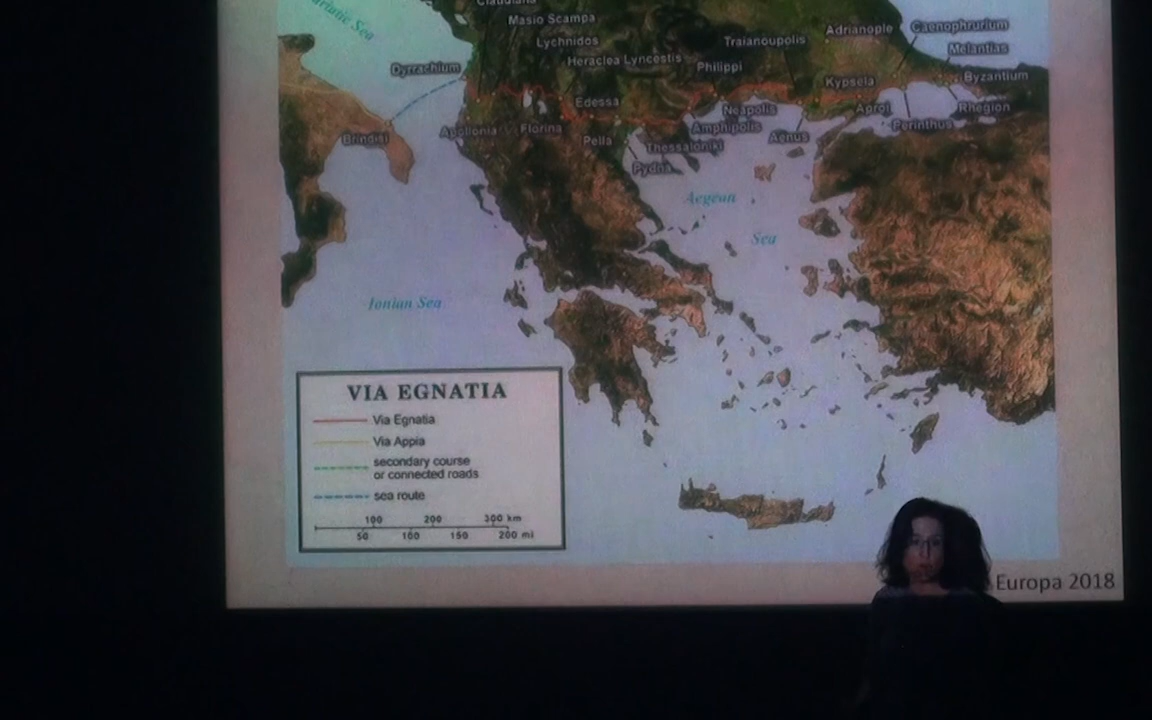 Adriatic Sea
Claudiana
Masio Scampa
Lychnidos
Heraclea Lyncestis
Dyrrachium
Traianoupolis
Philippi
Adrianople
Caenophrurium
Melantias
Kypsela
Byzantium
Edessa
Neapolis
Aproi
Rhegion
Brindisi
Apollonia
Florina
Pella
Thessaloniki
Amphipolis
Aenus
Perinthus
Pydna
Aegean
Sea
Ionian Sea
VIA EGNATIA
Via Egnatia
Via Appia
secondary course
or connected roads
sea route
100 200 300 km
50 100 150 200 mi
Europa 2018